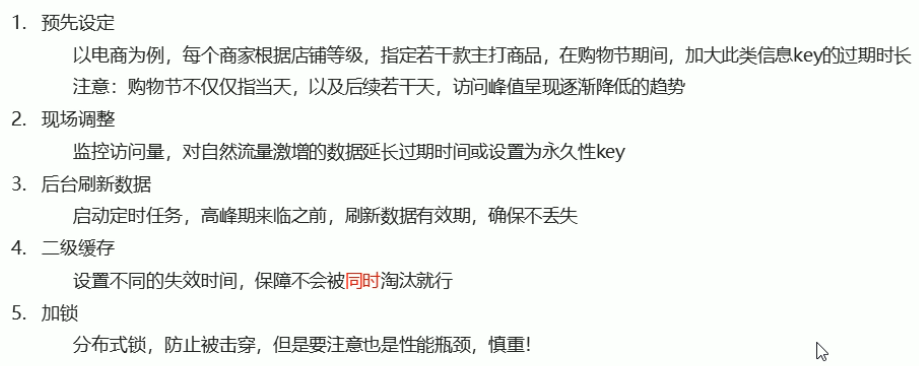 1. 预先设定
以电商为例，每个商家根据店铺等级，指定若干款主打商品，在购物节期间，加大此类信息key的过期时长
注意：购物节不仅仅指当天，以及后续若干天，访问峰值呈现逐渐降低的趋势
2. 现场调整
监控访问量，对自然流量激增的数据延长过期时间或设置为永久性key
3. 后台刷新数据
启动定时任务，高峰期来临之前，刷新数据有效期，确保不丢失
4. 二级缓存
设置不同的失效时间，保障不会被同时淘汰就行
5. 加锁
分布式锁，防止被击穿，但是要注意也是性能瓶颈，慎重！